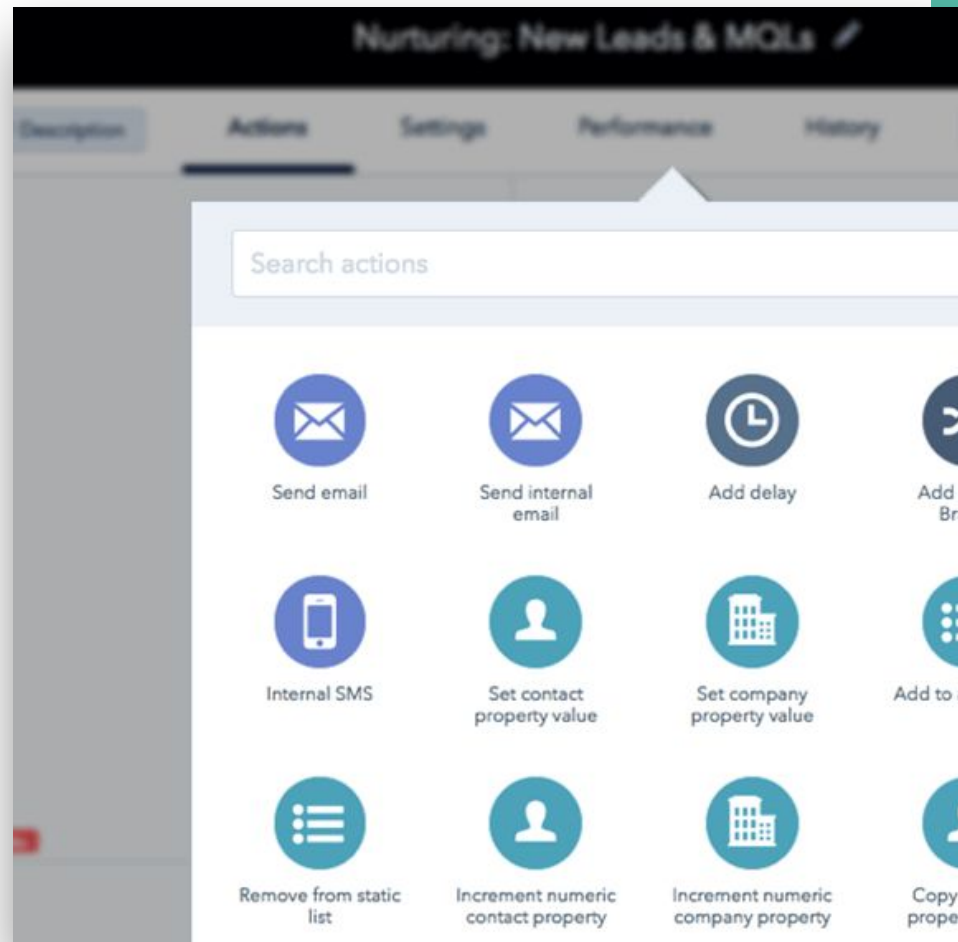 Nurturing: New Leads & MQLs
Description
Actions
Settings
Performance
History
Search actions
Send email
Send internal
email
Add delay
Add
Internal SMS
Set contact
property value
Set company
property value
Add to
Remove from static
list
Increment numeric
contact property
Increment numeric
company property
Copy